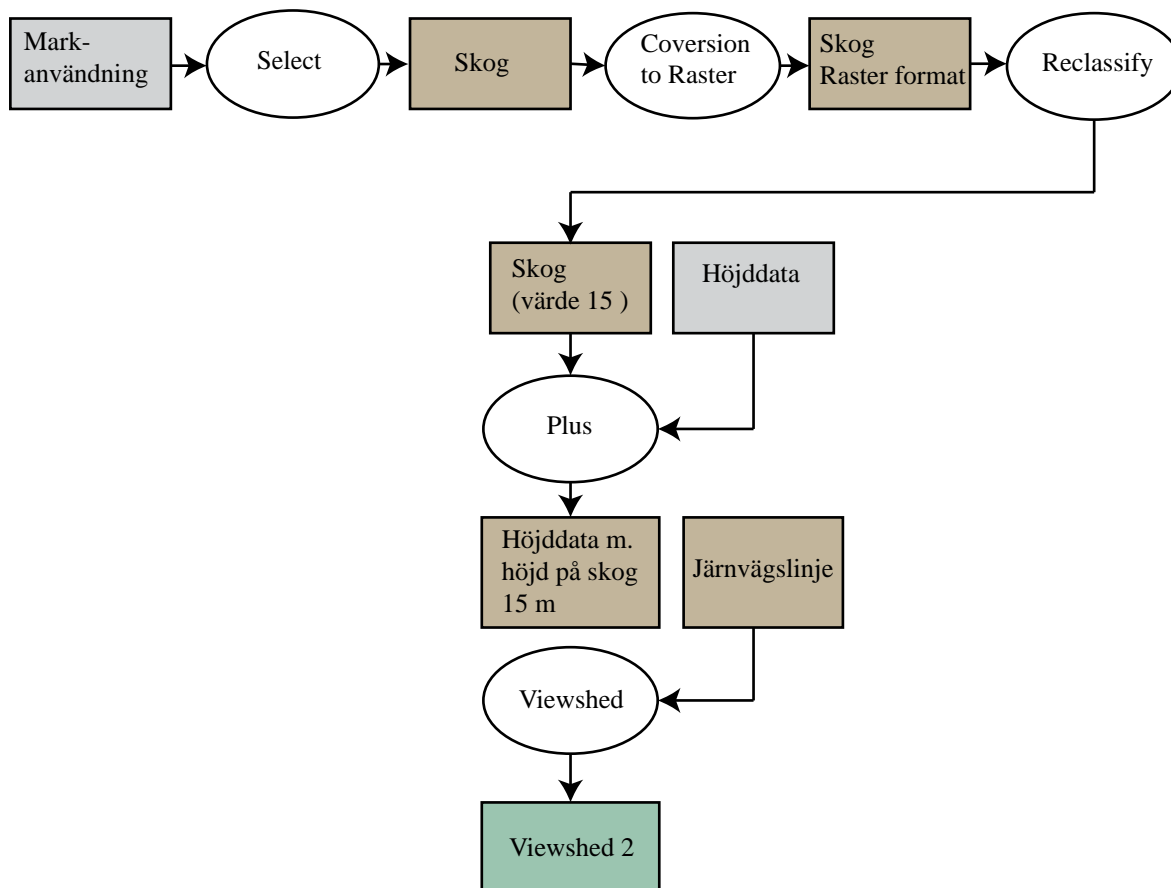 Mark-
användning
Select
Skog
Coversion
to Raster
Skog
Raster format
Reclassify
Skog
(värde 15 )
Höjddata
Plus
Höjddata m.
höjd på skog
15 m
Järnvägslinje
Viewshed
Viewshed 2